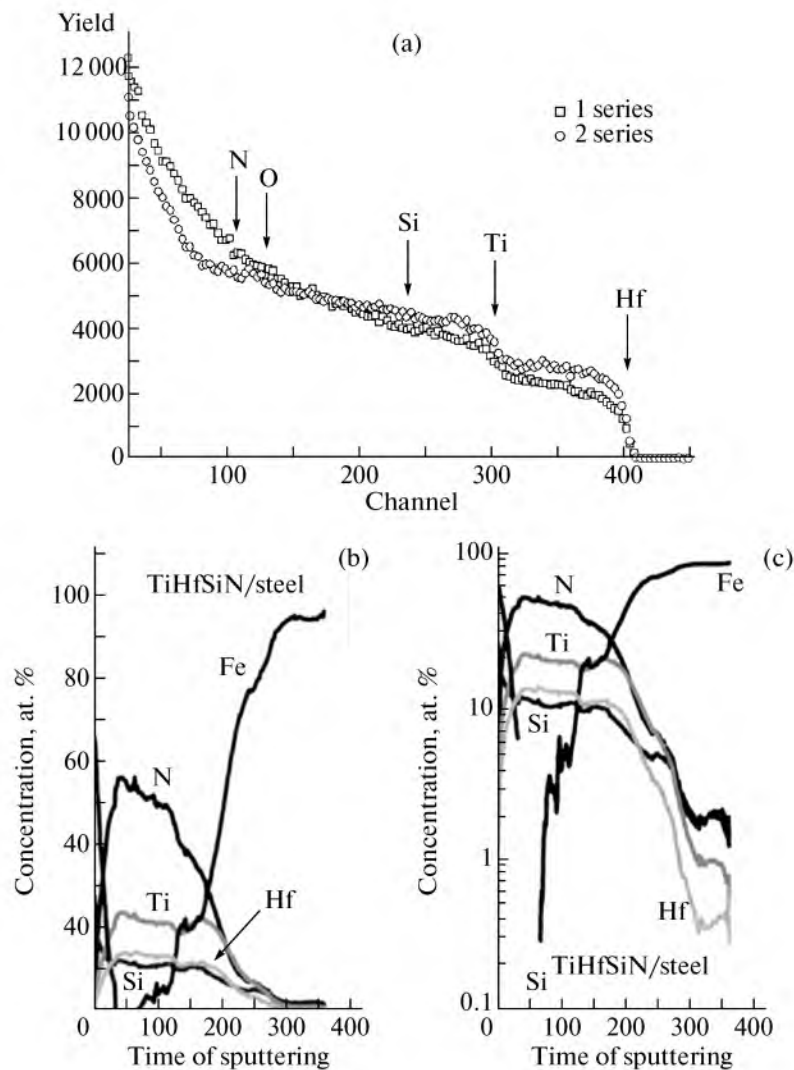 Yield
(a)
12 000
10000
8000
6000
4000
2000
0
□ 1 series
○ 2 series
N
O
Si
Ti
Hf
100
200
300
400
Channel
(b)
TiHfSiN/steel
100
80
60
40
40
Concentration, at. %
Fe
N
Ti
Hf
Si
0
100
200
300
400
Time of sputtering
(c)
100
10
1
0.1
Concentration, at. %
N
Fe
Ti
Si
Hf
Si
TiHfSiN/steel
0
100
200
300
400
Time of sputtering